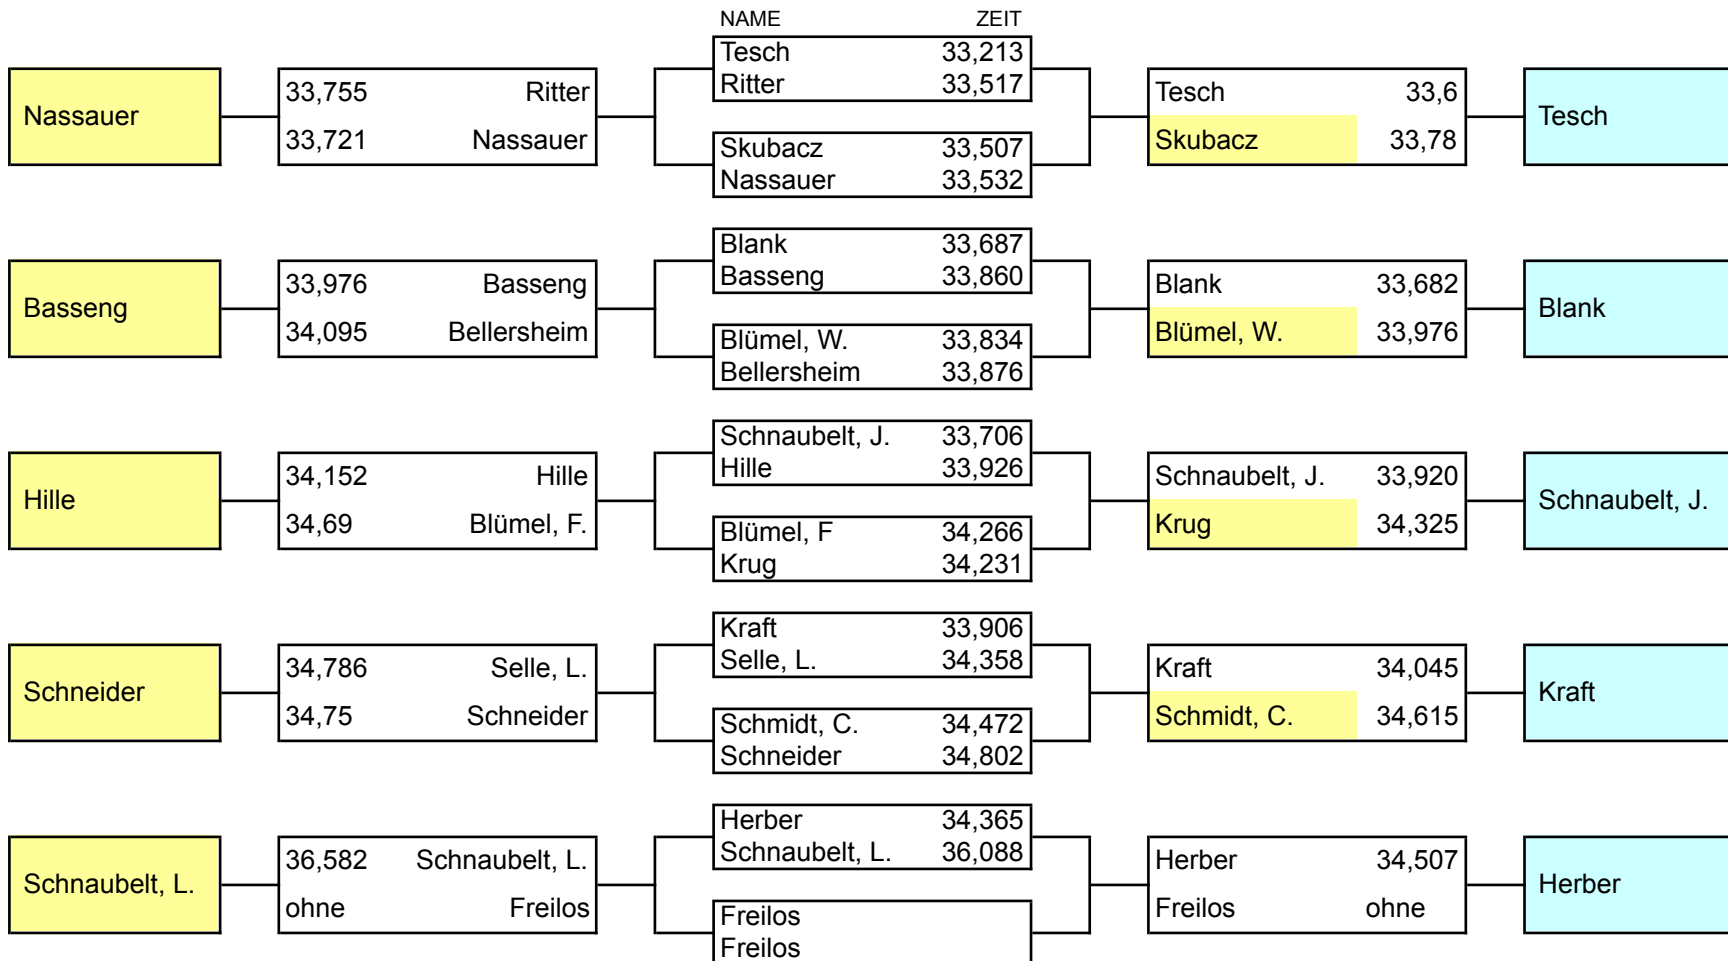 NAME ZEIT
Tesch 33,213
Ritter 33,517
Nassauer
33,755 Ritter
33,721 Nassauer
Skubacz 33,507
Nassauer 33,532
Tesch 33,6
Skubacz 33,78
Tesch
Blank 33,687
Basseng 33,860
Basseng
33,976 Basseng
34,095 Bellersheim
Blümel, W. 33,834
Bellersheim 33,876
Blank 33,682
Blümel, W. 33,976
Blank
Schnaubelt, J. 33,706
Hille 33,926
Hille
34,152 Hille
34,69 Blümel, F.
Blümel, F 34,266
Krug 34,231
Schnaubelt, J. 33,920
Krug 34,325
Schnaubelt, J.
Kraft 33,906
Selle, L. 34,358
Schneider
34,786 Selle, L.
34,75 Schneider
Schmidt, C. 34,472
Schneider 34,802
Kraft 34,045
Schmidt, C. 34,615
Kraft
Herber 34,365
Schnaubelt, L. 36,088
Schnaubelt, L.
36,582 Schnaubelt, L.
ohne Freilos
Freilos
Freilos
Herber 34,507
Freilos ohne
Herber